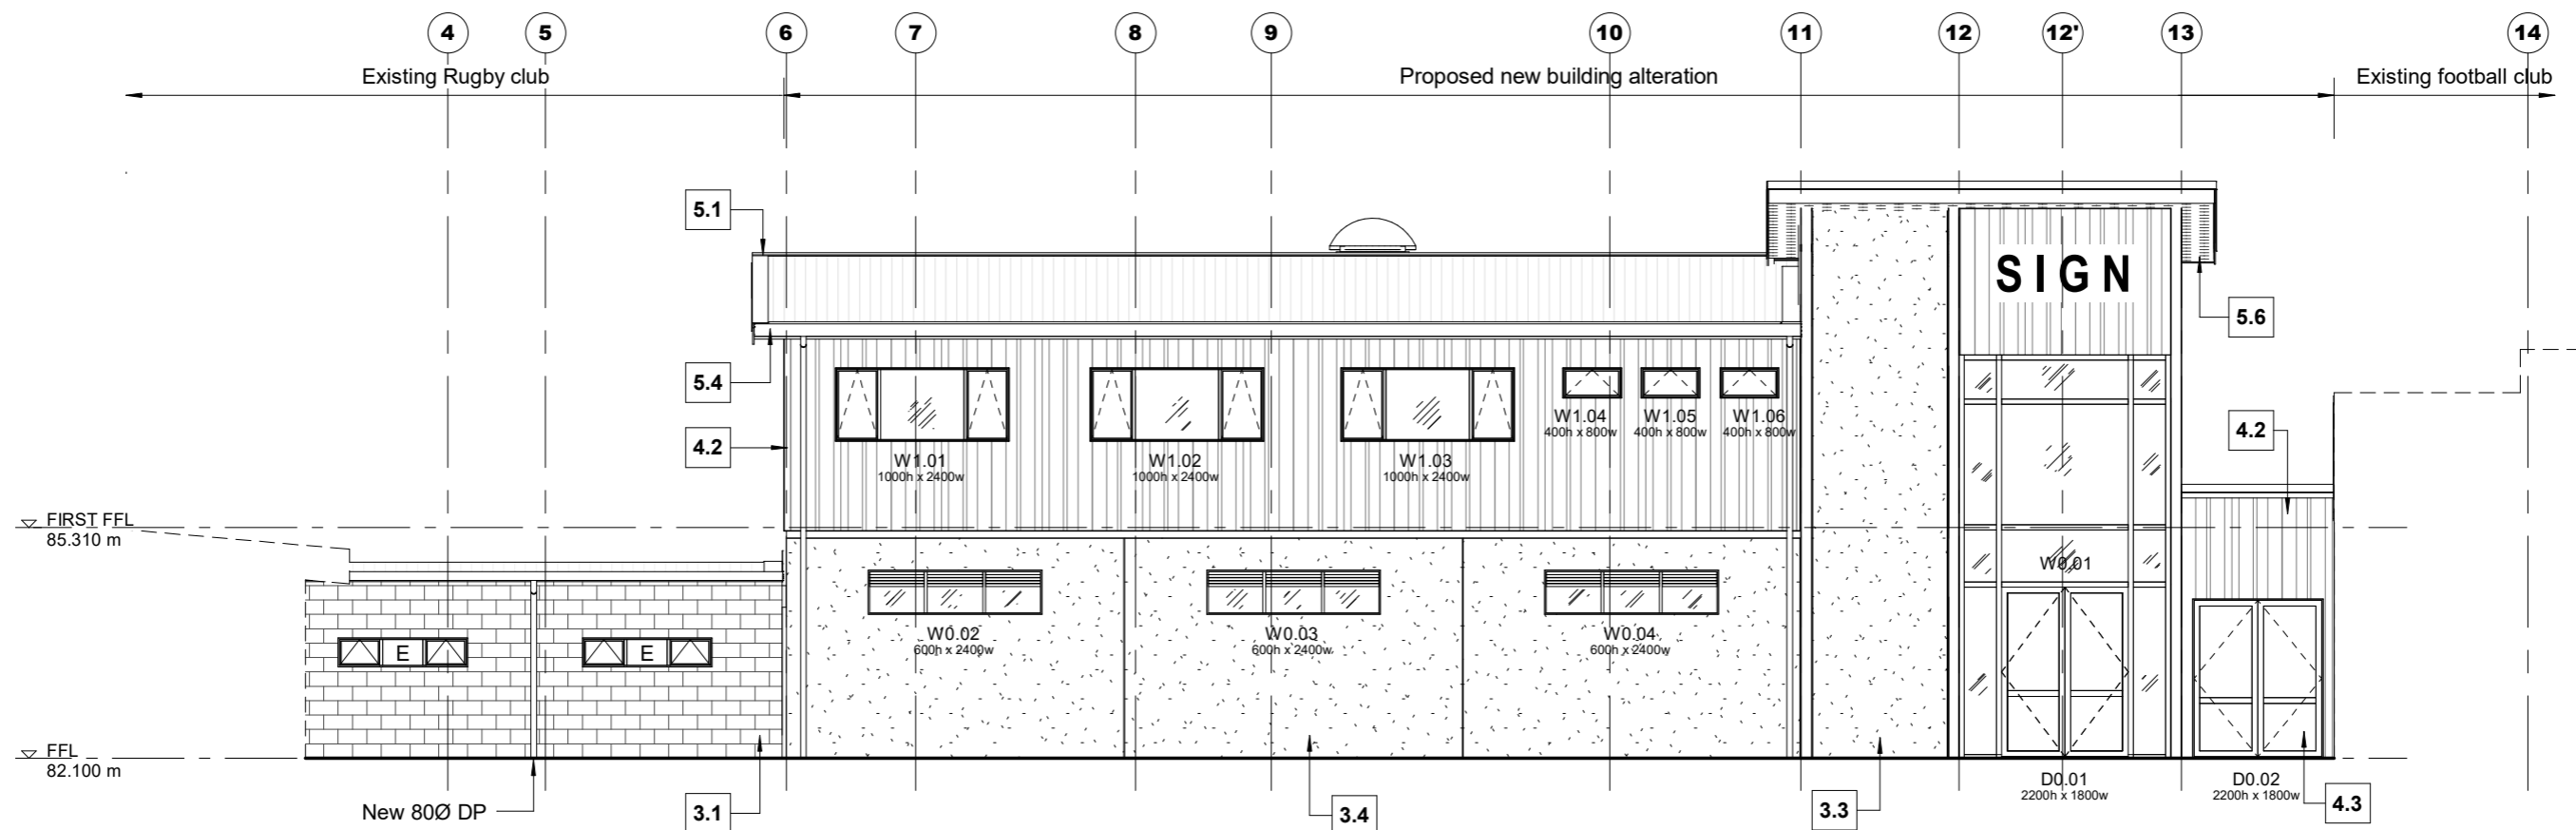 4 5 6 7 8 9 10 11 12 12' 13 14
Existing Rugby club
Proposed new building alteration
Existing football club
5.1
SIGN
5.6
5.4
W1.04
400h x 800w
W1.05
400h x 800w
W1.06
400h x 800w
4.2
4.2
W1.01
1000h x 2400w
W1.02
1000h x 2400w
W1.03
1000h x 2400w
FIRST FFL
85.310 m
W0.01
W0.02
600h x 2400w
W0.03
600h x 2400w
W0.04
600h x 2400w
E
E
FFL
82.100 m
D0.01
2200h x 1800w
D0.02
2200h x 1800w
New 80Ø DP
3.1
3.4
3.3
4.3